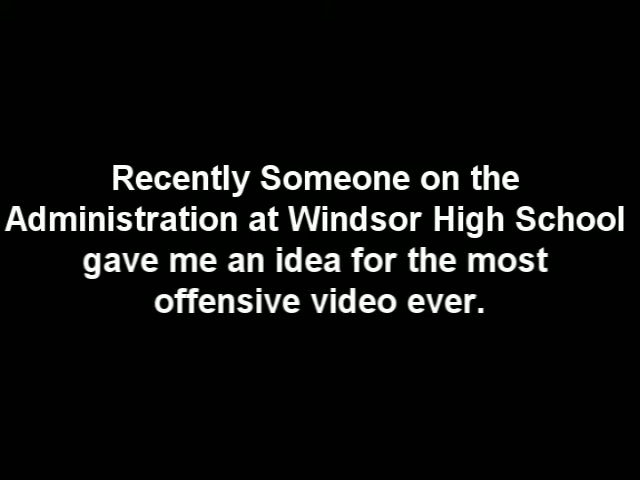 Recently Someone on the
Administration at Windsor High School
gave me an idea for the most
offensive video ever.